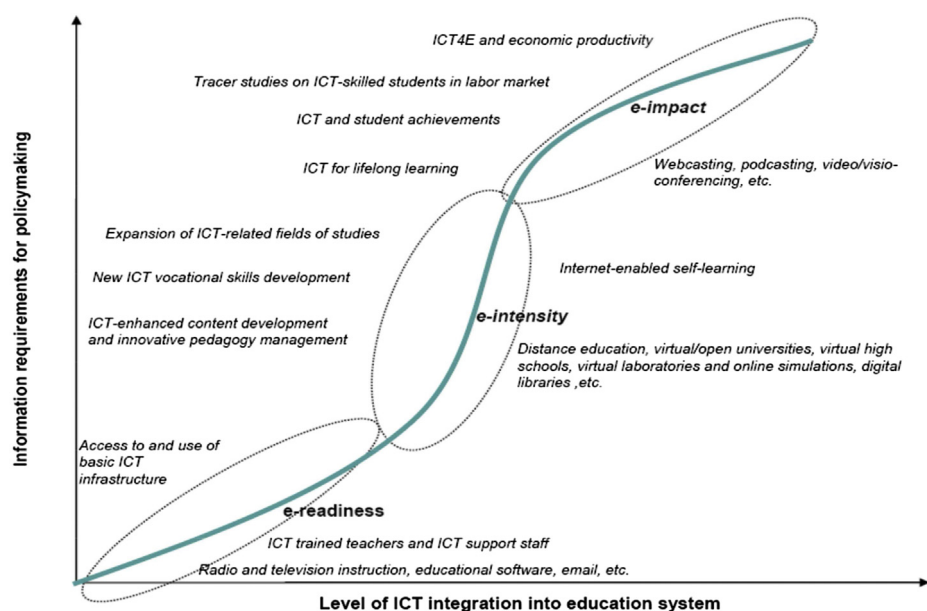 ICT4E and economic productivity
Tracer studies on ICT-skilled students in labor market
e-impact
ICT and student achievements
ICT for lifelong learning
Webcasting, podcasting, video/visio-
conferencing, etc.
Expansion of ICT-related fields of studies
Internet-enabled self-learning
New ICT vocational skills development
e-intensity
ICT-enhanced content development
and innovative pedagogy management
Distance education, virtual/open universities, virtual high
schools, virtual laboratories and online simulations, digital
libraries ,etc.
Access to and use of
basic ICT
infrastructure
e-readiness
ICT trained teachers and ICT support staff
Radio and television instruction, educational software, email, etc.
Information requirements for policymaking
Level of ICT integration into education system